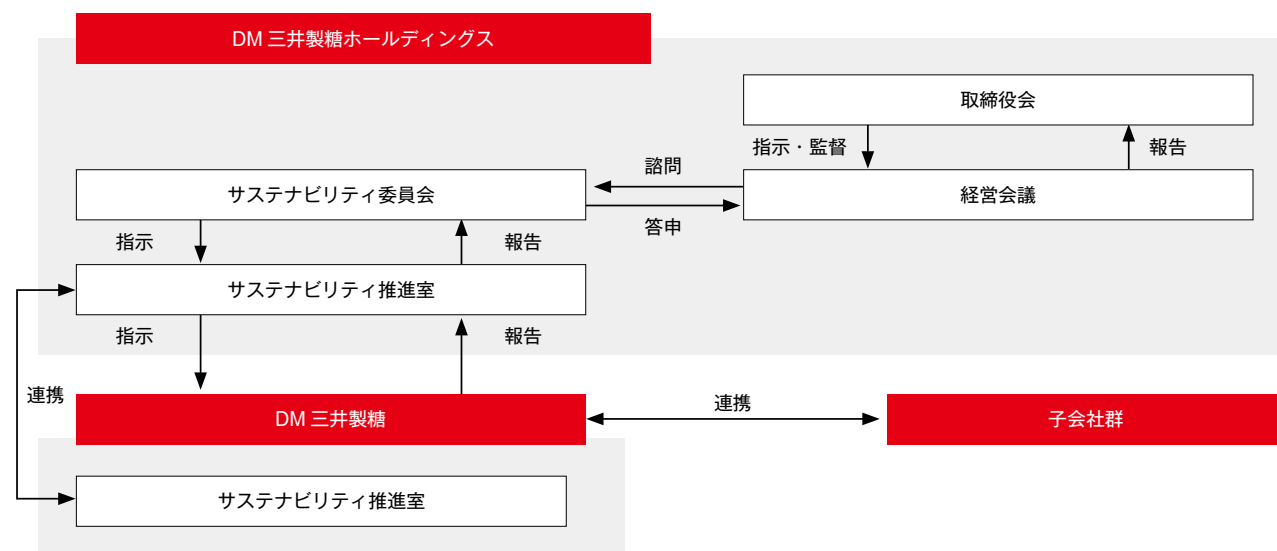 DM 三井製糖ホールディングス
取締役会
指示・監督
報告
諮問
サステナビリティ委員会
経営会議
答申
指示
報告
サステナビリティ推進室
指示
報告
連携
DM 三井製糖
連携
子会社群
サステナビリティ推進室